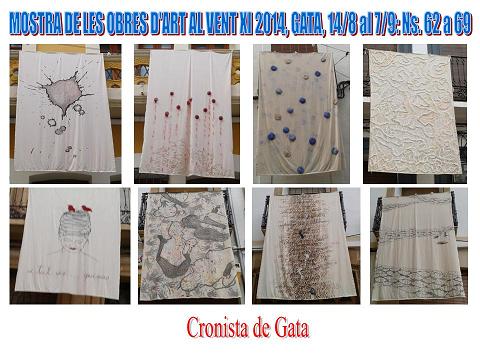 MOSTRA DE LES OBRES D'ART AL VENT XI 2014, GATA, 14/8 al 7/9: Ns. 62 a 69
Cronista de Gata